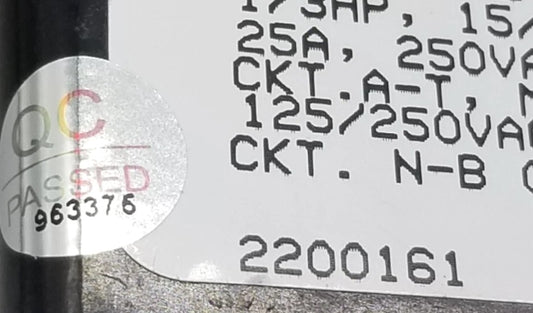 1/3HP, 15/
25A, 250VA
CKT.A-T, N
125/250VA
CKT. N-B
2200161
QC
PASSED
963376